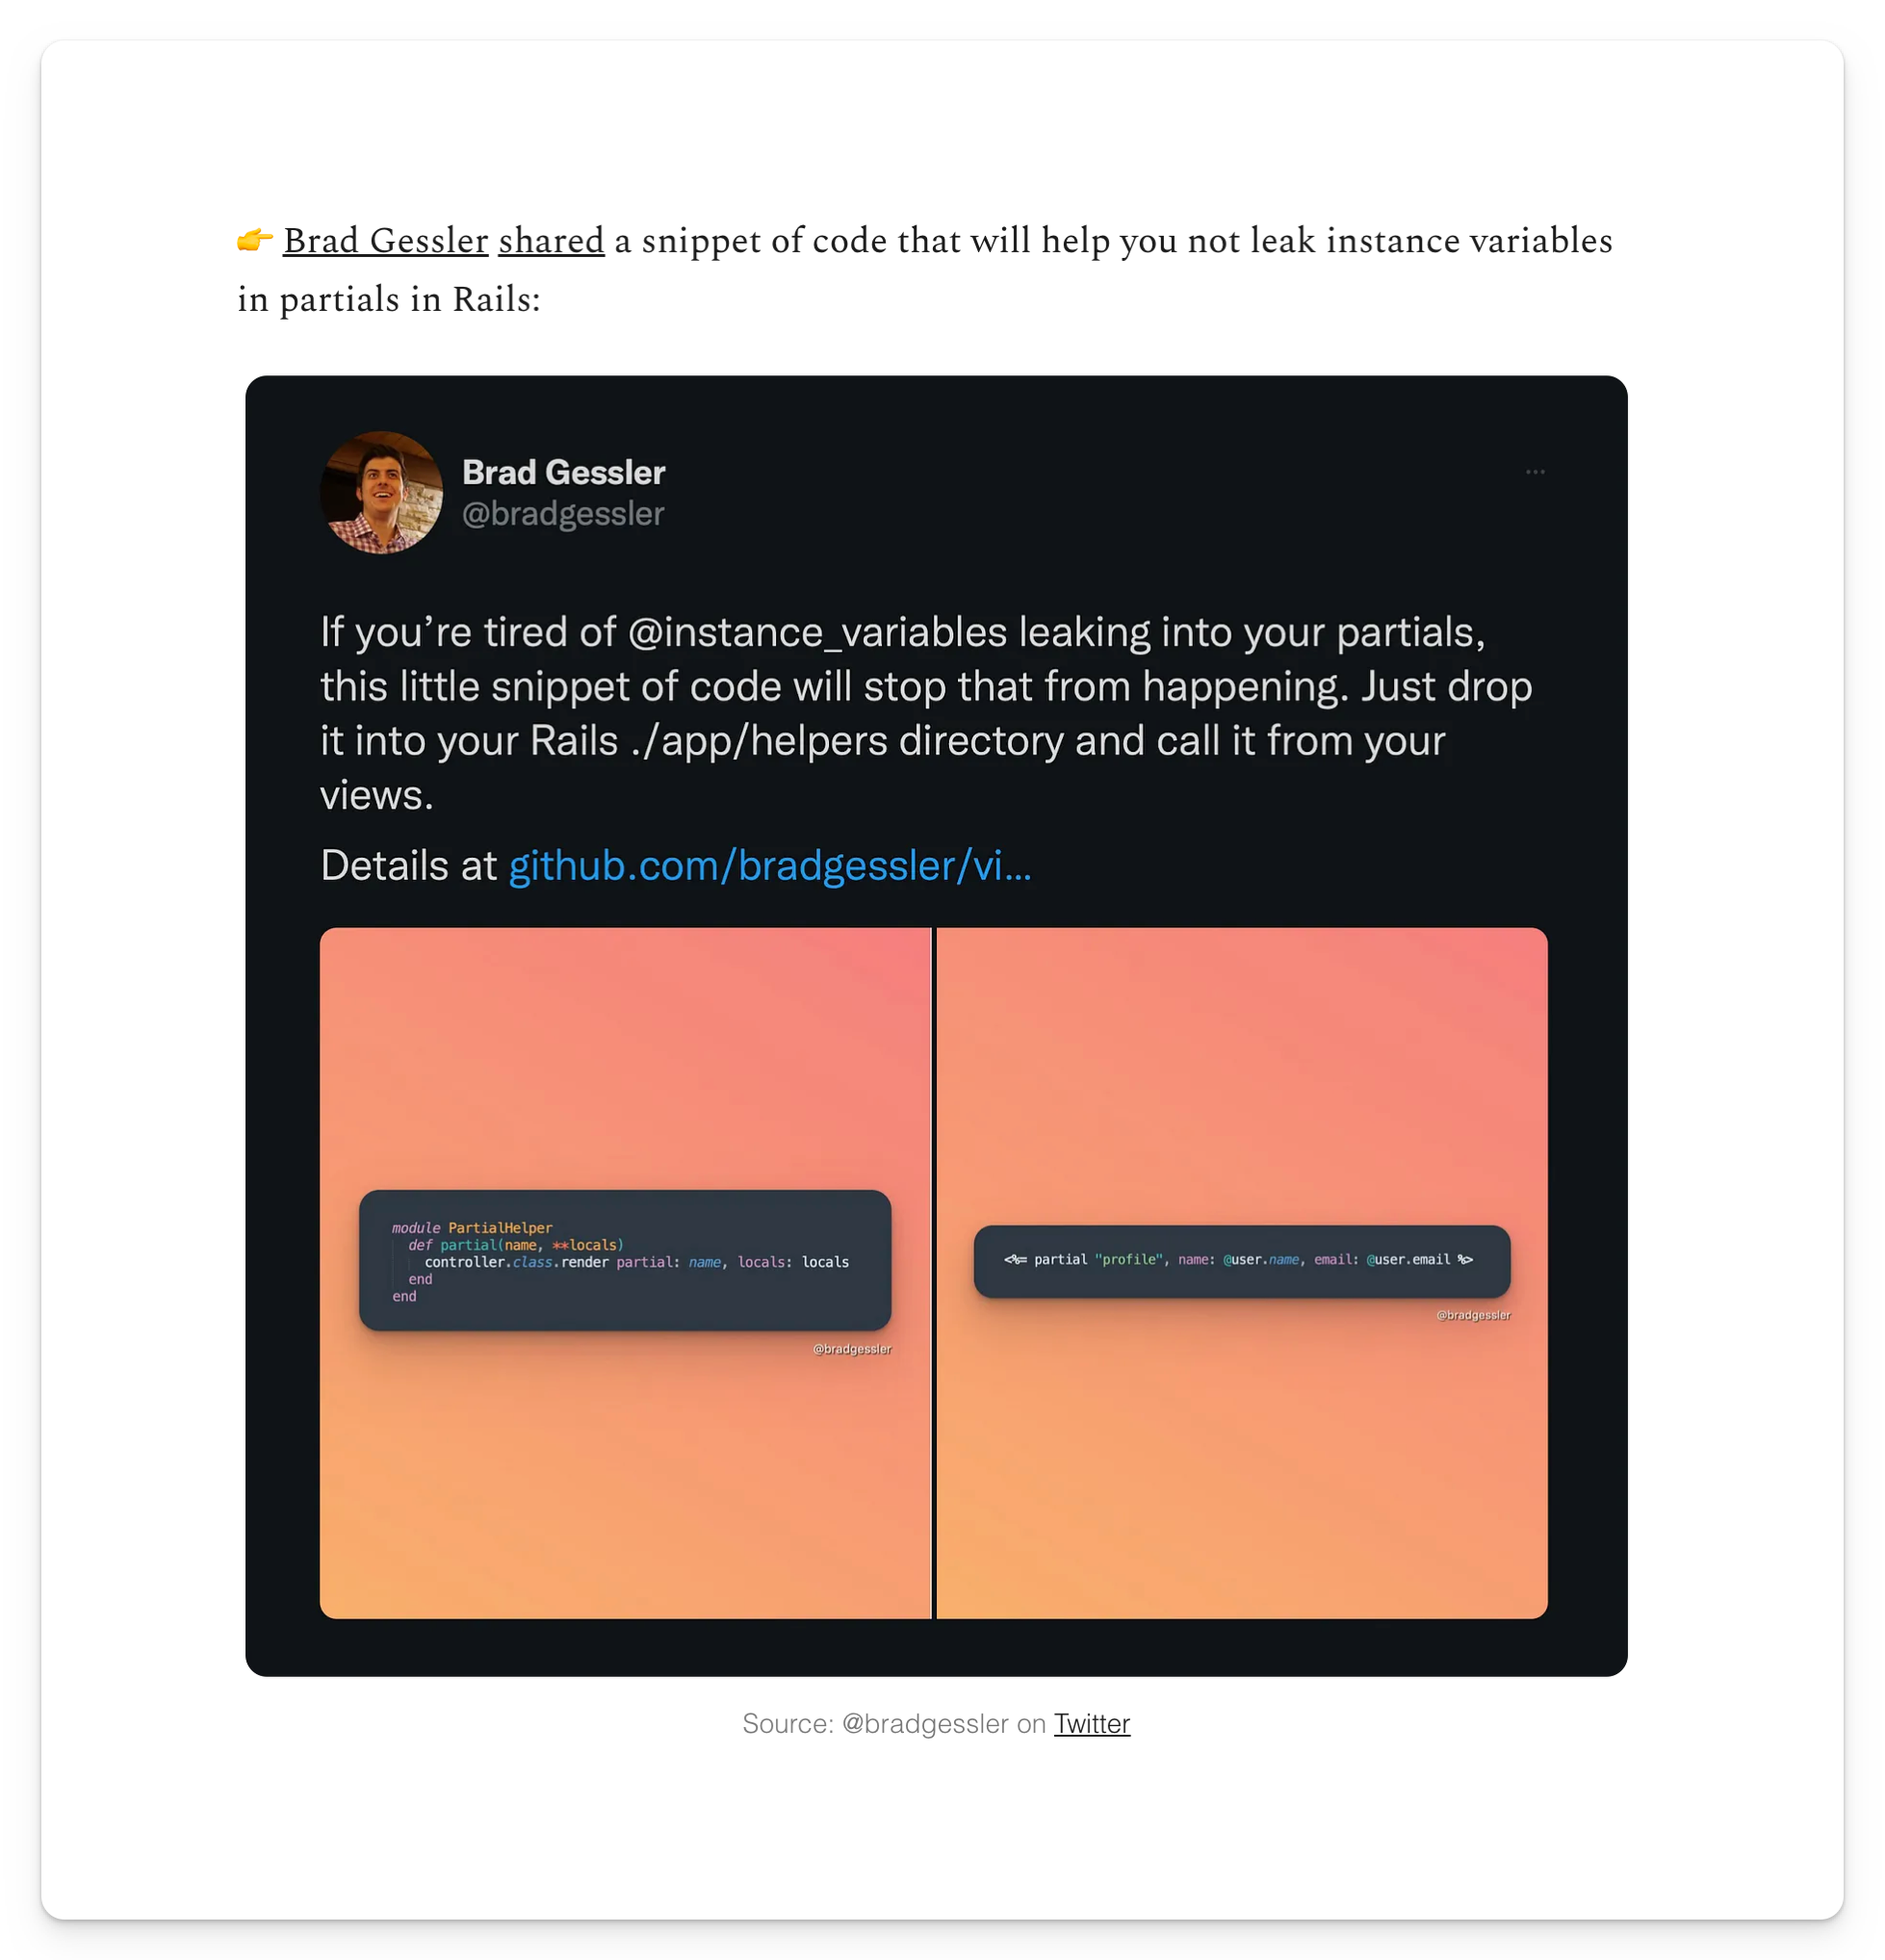 👉 Brad Gessler shared a snippet of code that will help you not leak instance variables
in partials in Rails:
Brad Gessler
@bradgessler
...
If you’re tired of @instance_variables leaking into your partials,
this little snippet of code will stop that from happening. Just drop
it into your Rails ./app/helpers directory and call it from your
views.
Details at github.com/bradgessler/vi...
module PartialHelper
  def partial(name, **locals)
    controller.class.render partial: name, locals: locals
  end
end
@bradgessler
<%= partial "profile", name: @user.name, email: @user.email %>
@bradgessler
Source: @bradgessler on Twitter